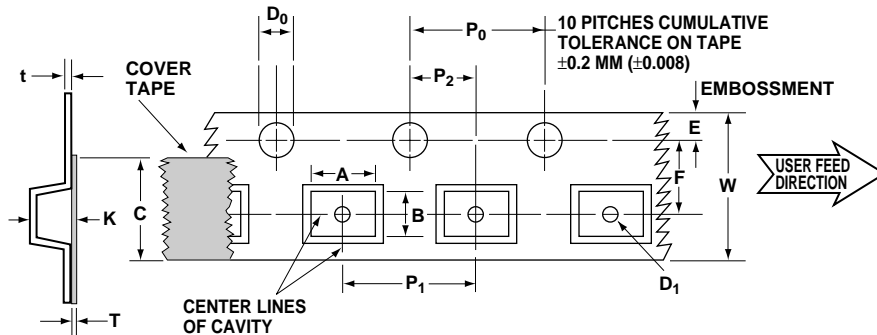 D0
P0
10 PITCHES CUMULATIVE
TOLERANCE ON TAPE
±0.2 MM (±0.008)
t
COVER
TAPE
P2
EMBOSSMENT
E
A
F
W
USER FEED
DIRECTION
K
C
B
P1
D1
CENTER LINES
OF CAVITY
T